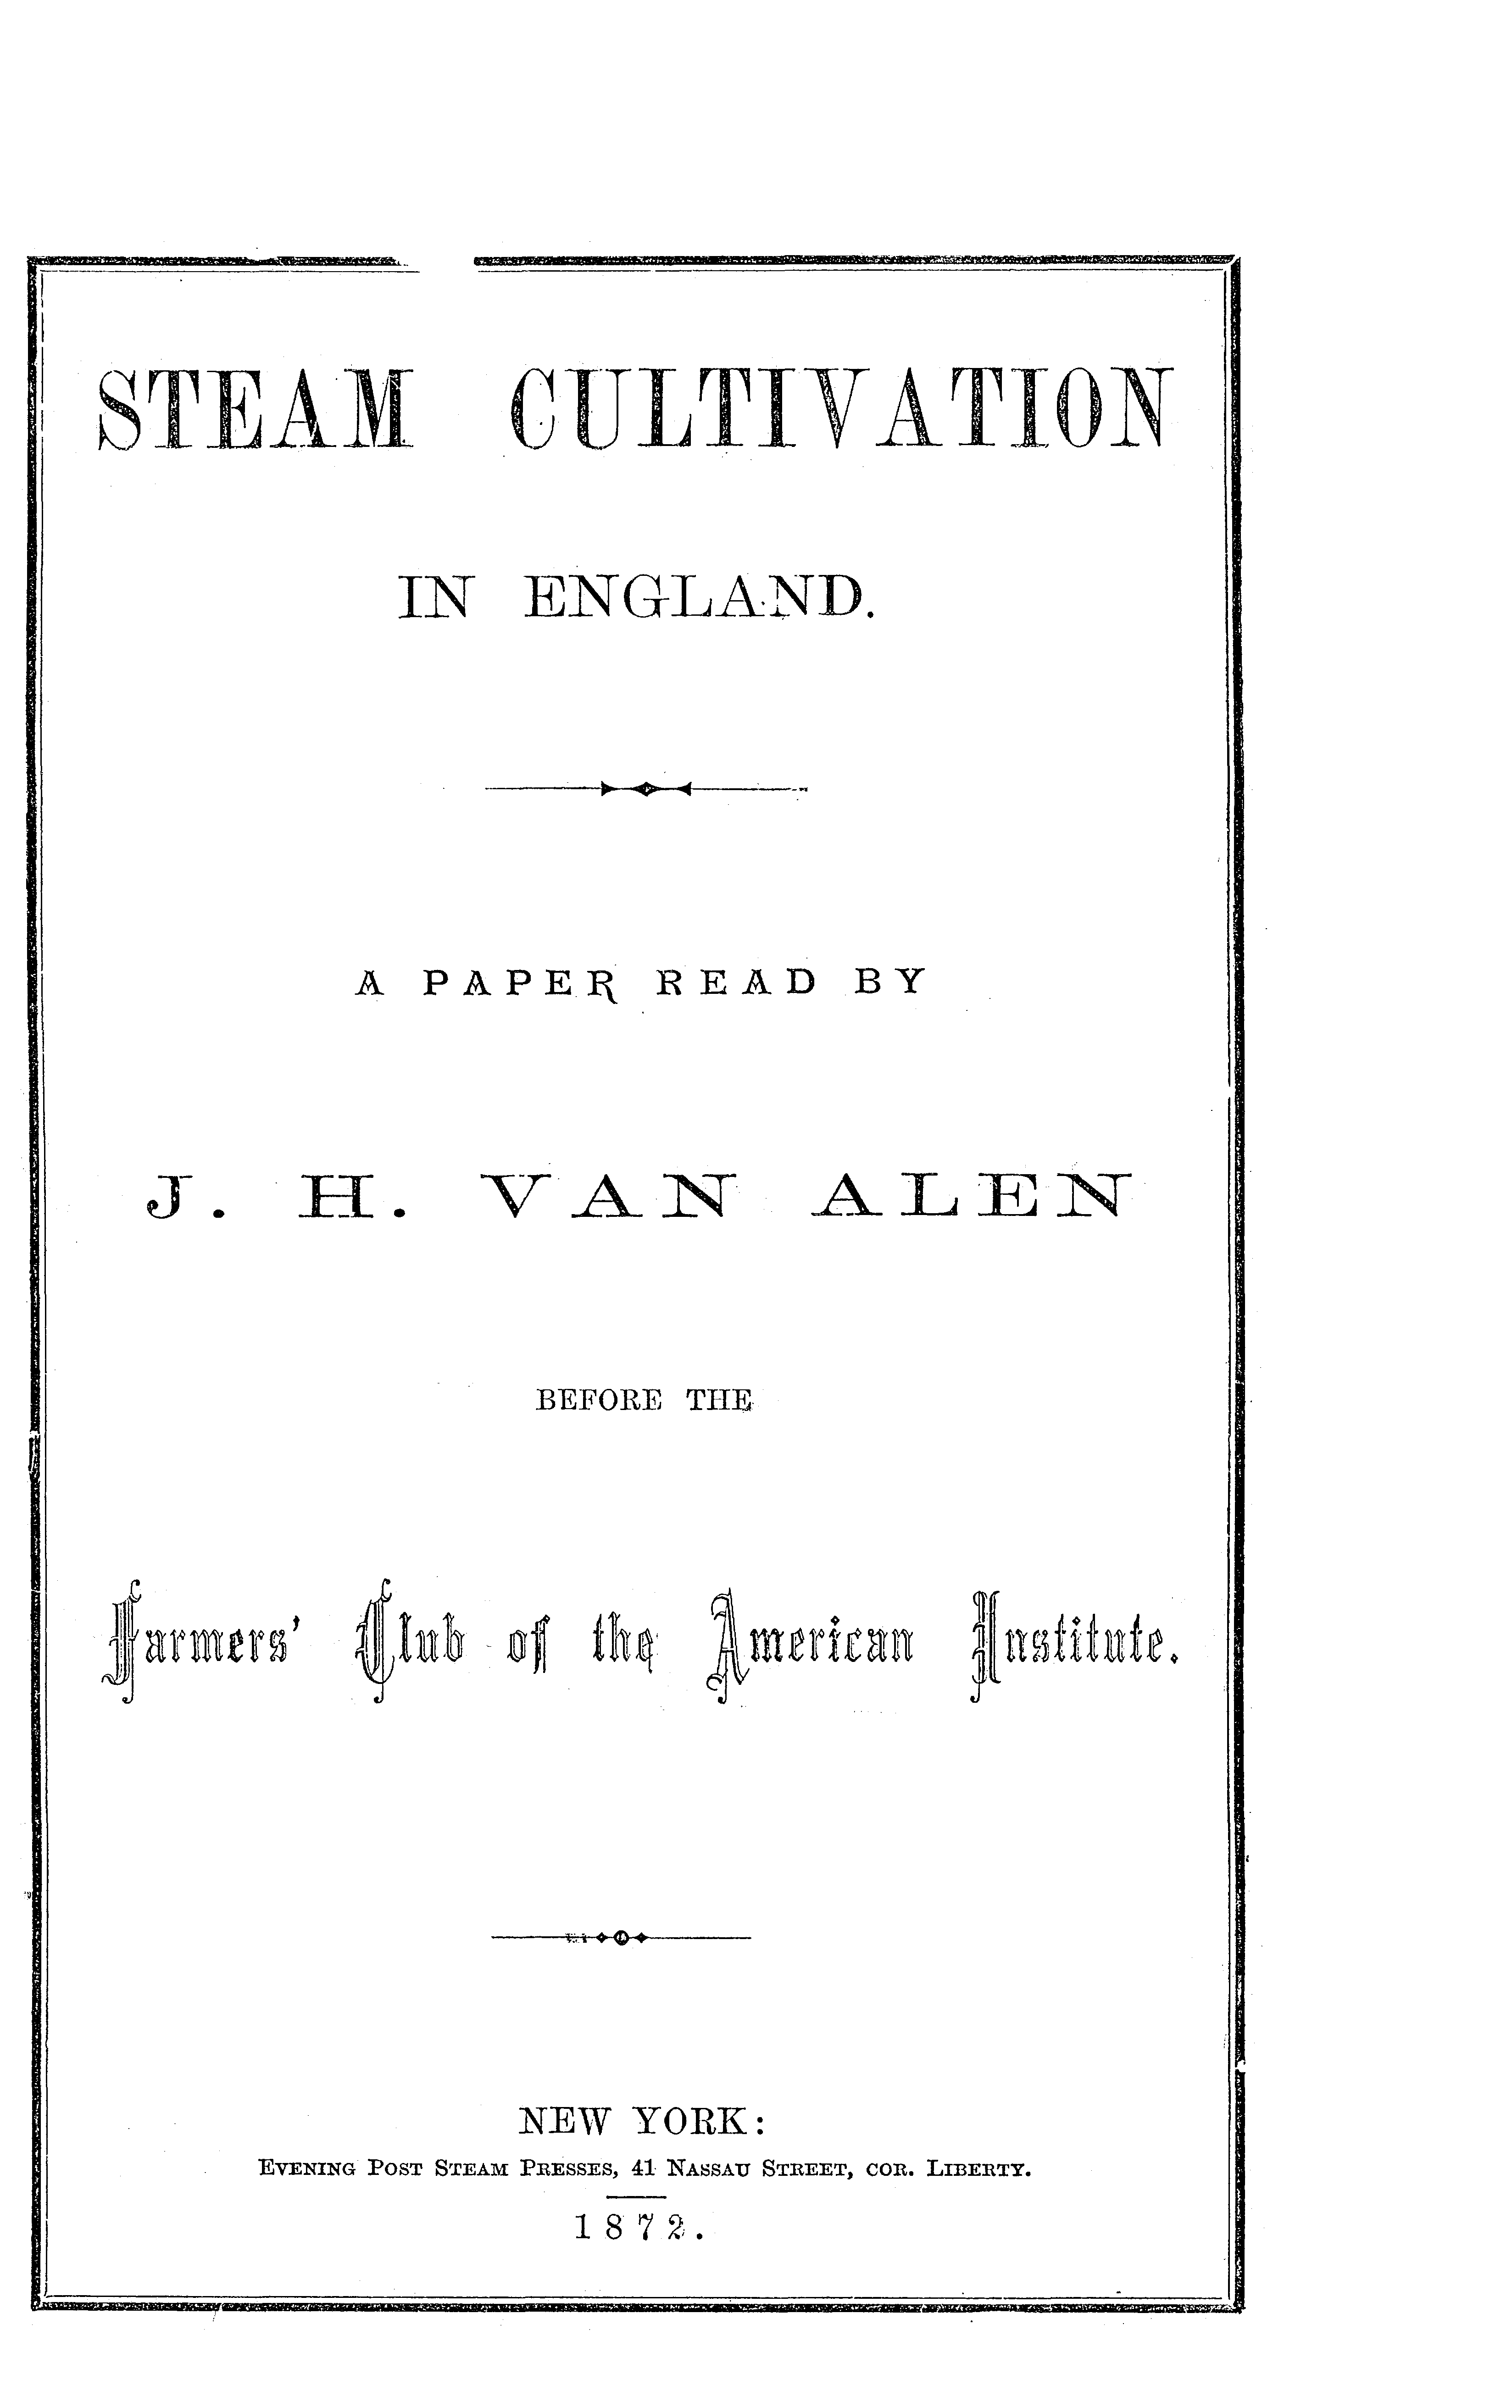 STEAM CULTIVATION
IN ENGLAND.
A PAPER READ BY
J. H. VAN ALEN
BEFORE THE
Farmers' Club of the American Institute.
NEW YORK:
EVENING POST STEAM PRESSES, 41 NASSAU STREET, COR. LIBERTY.
1872.